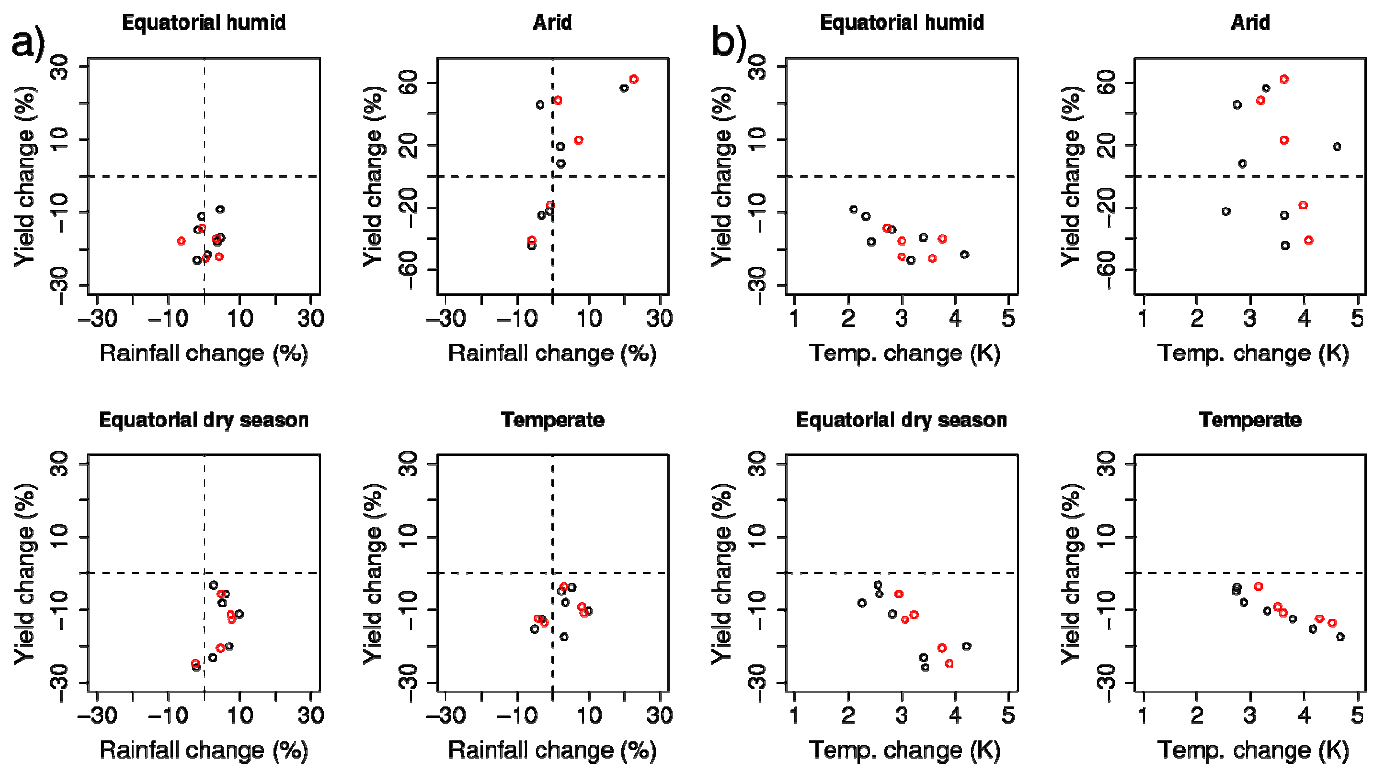 a)
Equatorial humid
Yield change (%)
30
10
−10
−30
−30 −10 10 30
Rainfall change (%)
Arid
Yield change (%)
60
20
−20
−60
−30 −10 10 30
Rainfall change (%)
b)
Equatorial humid
Yield change (%)
30
10
−10
−30
1 2 3 4 5
Temp. change (K)
Arid
Yield change (%)
60
20
−20
−60
1 2 3 4 5
Temp. change (K)
Equatorial dry season
Yield change (%)
30
10
−10
−30
−30 −10 10 30
Rainfall change (%)
Temperate
Yield change (%)
30
10
−10
−30
−30 −10 10 30
Rainfall change (%)
Equatorial dry season
Yield change (%)
30
10
−10
−30
1 2 3 4 5
Temp. change (K)
Temperate
Yield change (%)
30
10
−10
−30
1 2 3 4 5
Temp. change (K)